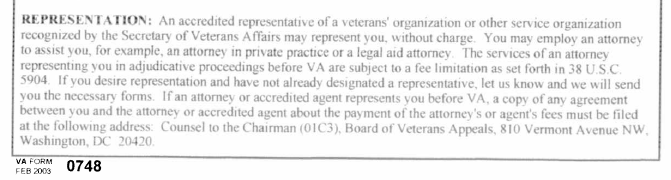 REPRESENTATION: An accredited representative of a veterans' organization or other service organization
recognized by the Secretary of Veterans Affairs may represent you, without charge. You may employ an attorney
to assist you, for example, an attorney in private practice or a legal aid attorney. The services of an attorney
representing you in adjudicative proceedings before VA are subject to a fee limitation as set forth in 38 U.S.C.
5904. If you desire representation and have not already designated a representative, let us know and we will send
you the necessary forms. If an attorney or accredited agent represents you before VA, a copy of any agreement
between you and the attorney or accredited agent about the payment of the attorney's or agent's fees must be filed
at the following address: Counsel to the Chairman (01C3), Board of Veterans Appeals, 810 Vermont Avenue NW,
Washington, DC 20420.
VA FORM
FEB 2003 0748